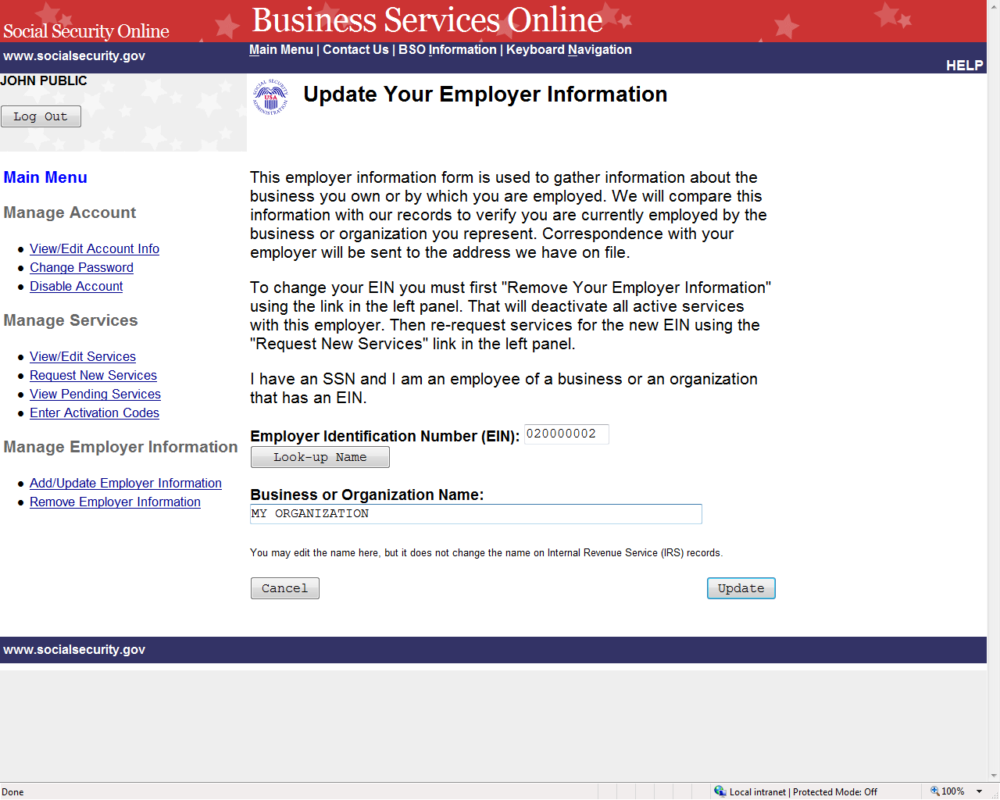 Social Security Online
Business Services Online
www.socialsecurity.gov
Main Menu | Contact Us | BSO Information | Keyboard Navigation
HELP
JOHN PUBLIC
Log Out
SOCIAL SECURITY
USA
ADMINISTRATION
Update Your Employer Information
Main Menu
Manage Account
View/Edit Account Info
Change Password
Disable Account
Manage Services
View/Edit Services
Request New Services
View Pending Services
Enter Activation Codes
Manage Employer Information
Add/Update Employer Information
Remove Employer Information
This employer information form is used to gather information about the
business you own or by which you are employed. We will compare this
information with our records to verify you are currently employed by the
business or organization you represent. Correspondence with your
employer will be sent to the address we have on file.
To change your EIN you must first "Remove Your Employer Information"
using the link in the left panel. That will deactivate all active services
with this employer. Then re-request services for the new EIN using the
"Request New Services" link in the left panel.
I have an SSN and I am an employee of a business or an organization
that has an EIN.
Employer Identification Number (EIN): 020000002
Look-up Name
Business or Organization Name:
MY ORGANIZATION
You may edit the name here, but it does not change the name on Internal Revenue Service (IRS) records.
Cancel
Update
www.socialsecurity.gov
Done
Local intranet | Protected Mode: Off
100%